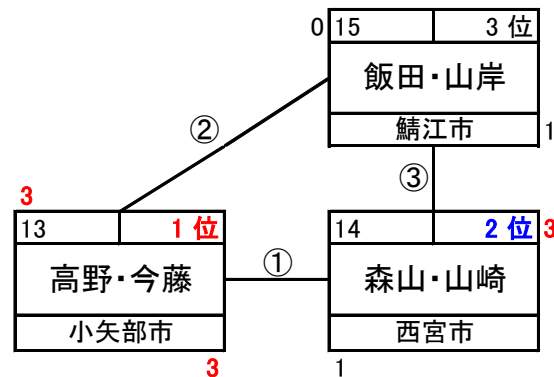 0 15 3 位
飯田・山岸
鯖江市 1
②
③
3
13 1 位
14 2 位 3
①
高野・今藤
森山・山崎
小矢部市
西宮市
3
1